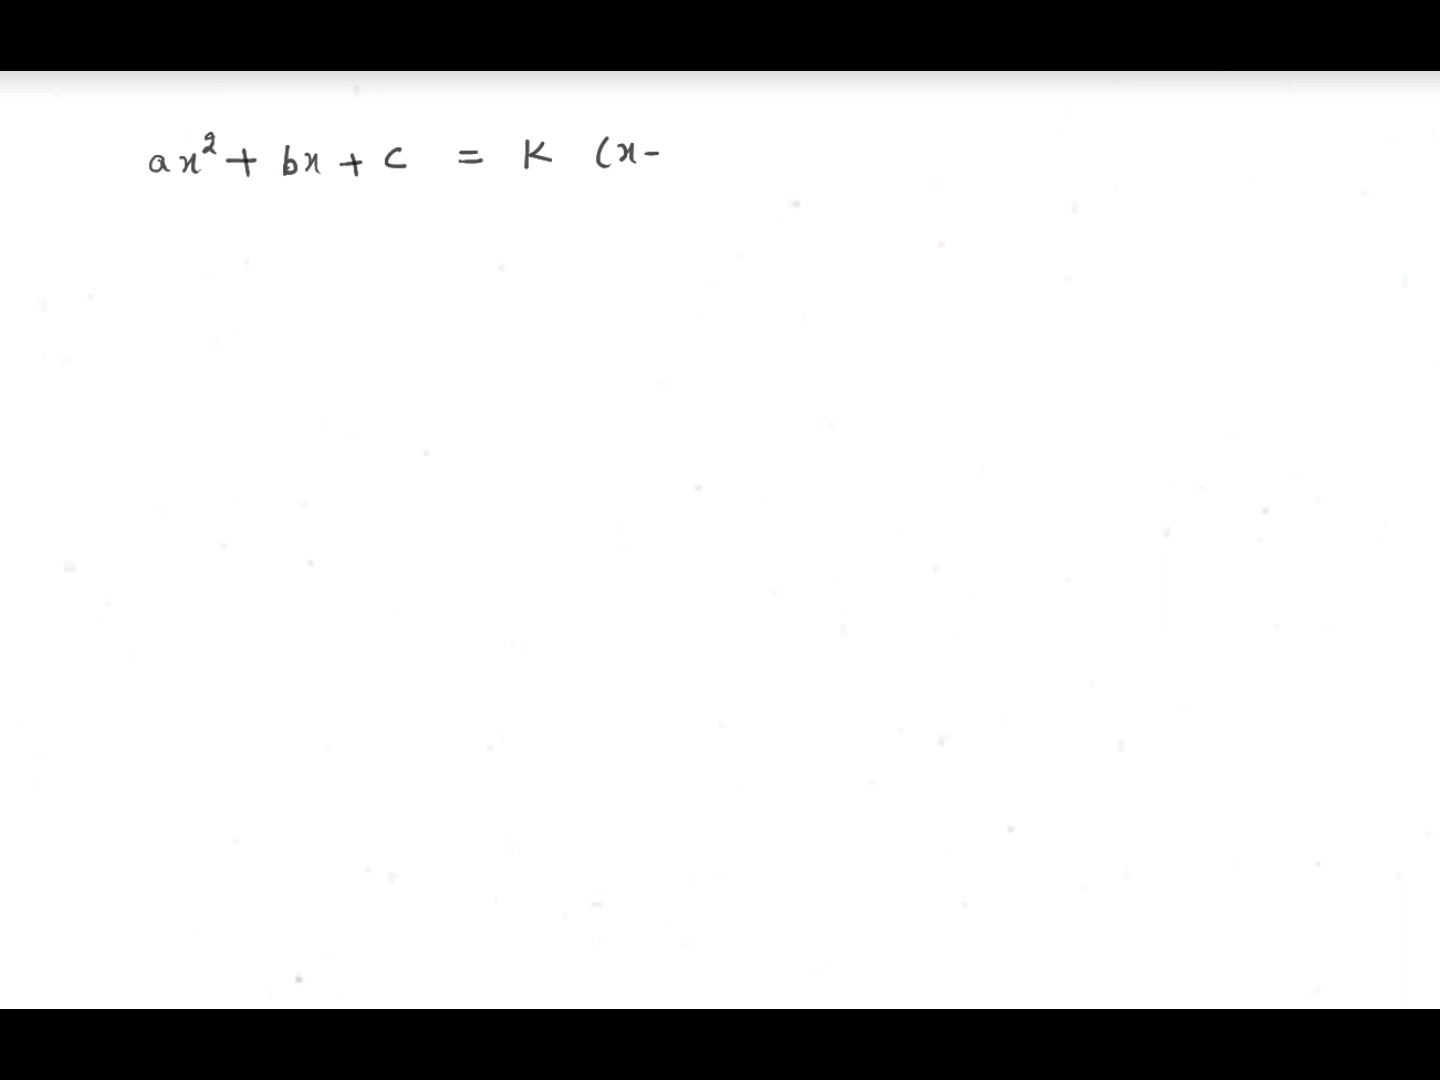 ax² + bx + c = K (x-